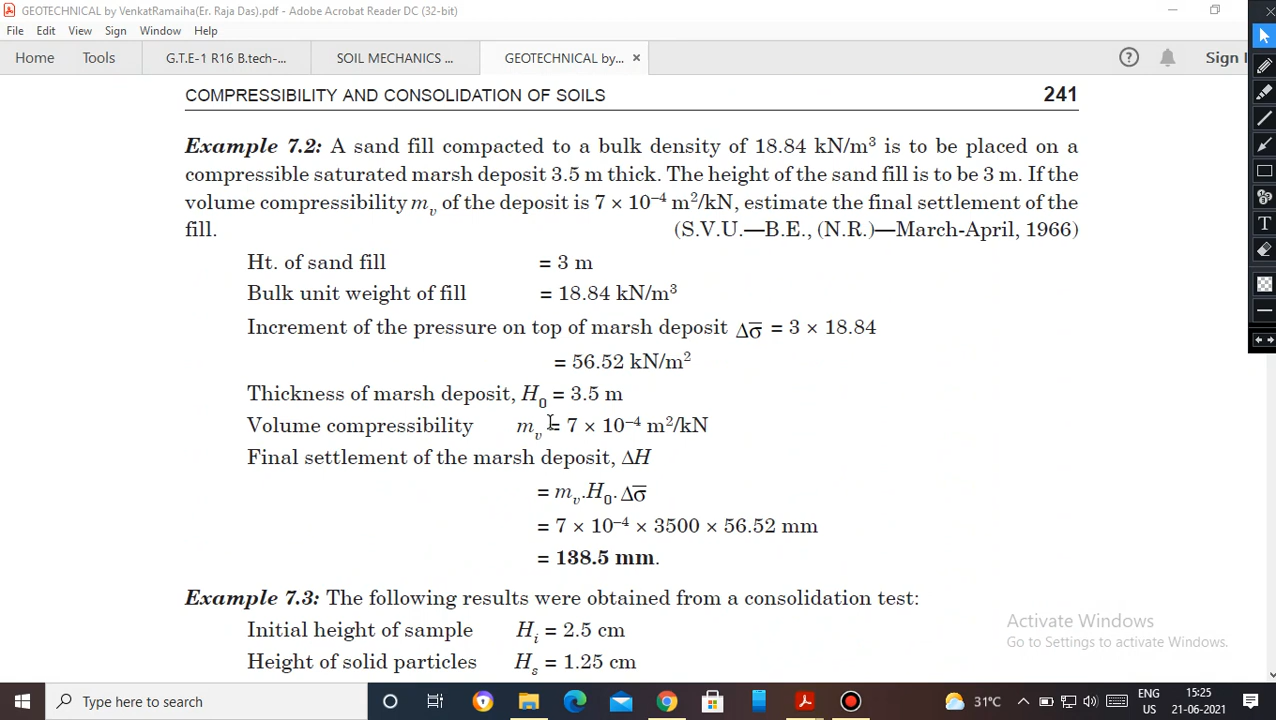 GEOTECHNICAL by VenkatRamaiha(Er. Raja Das).pdf - Adobe Acrobat Reader DC (32-bit)
File Edit View Sign Window Help
Home Tools G.T.E-1 R16 B.tech-... SOIL MECHANICS ... GEOTECHNICAL by... × Sign
COMPRESSIBILITY AND CONSOLIDATION OF SOILS 241
Example 7.2: A sand fill compacted to a bulk density of 18.84 kN/m³ is to be placed on a
compressible saturated marsh deposit 3.5 m thick. The height of the sand fill is to be 3 m. If the
volume compressibility mᵥ of the deposit is 7 × 10⁻⁴ m²/kN, estimate the final settlement of the
fill. (S.V.U.—B.E., (N.R.)—March-April, 1966)
Ht. of sand fill = 3 m
Bulk unit weight of fill = 18.84 kN/m³
Increment of the pressure on top of marsh deposit Δσ̅ = 3 × 18.84
= 56.52 kN/m²
Thickness of marsh deposit, H₀ = 3.5 m
Volume compressibility mᵥ = 7 × 10⁻⁴ m²/kN
Final settlement of the marsh deposit, ΔH
= mᵥ.H₀.Δσ̅
= 7 × 10⁻⁴ × 3500 × 56.52 mm
= 138.5 mm.
Example 7.3: The following results were obtained from a consolidation test:
Initial height of sample Hᵢ = 2.5 cm
Height of solid particles Hₛ = 1.25 cm
Activate Windows
Go to Settings to activate Windows.
Type here to search 31°C ENG 15:25
US 21-06-2021